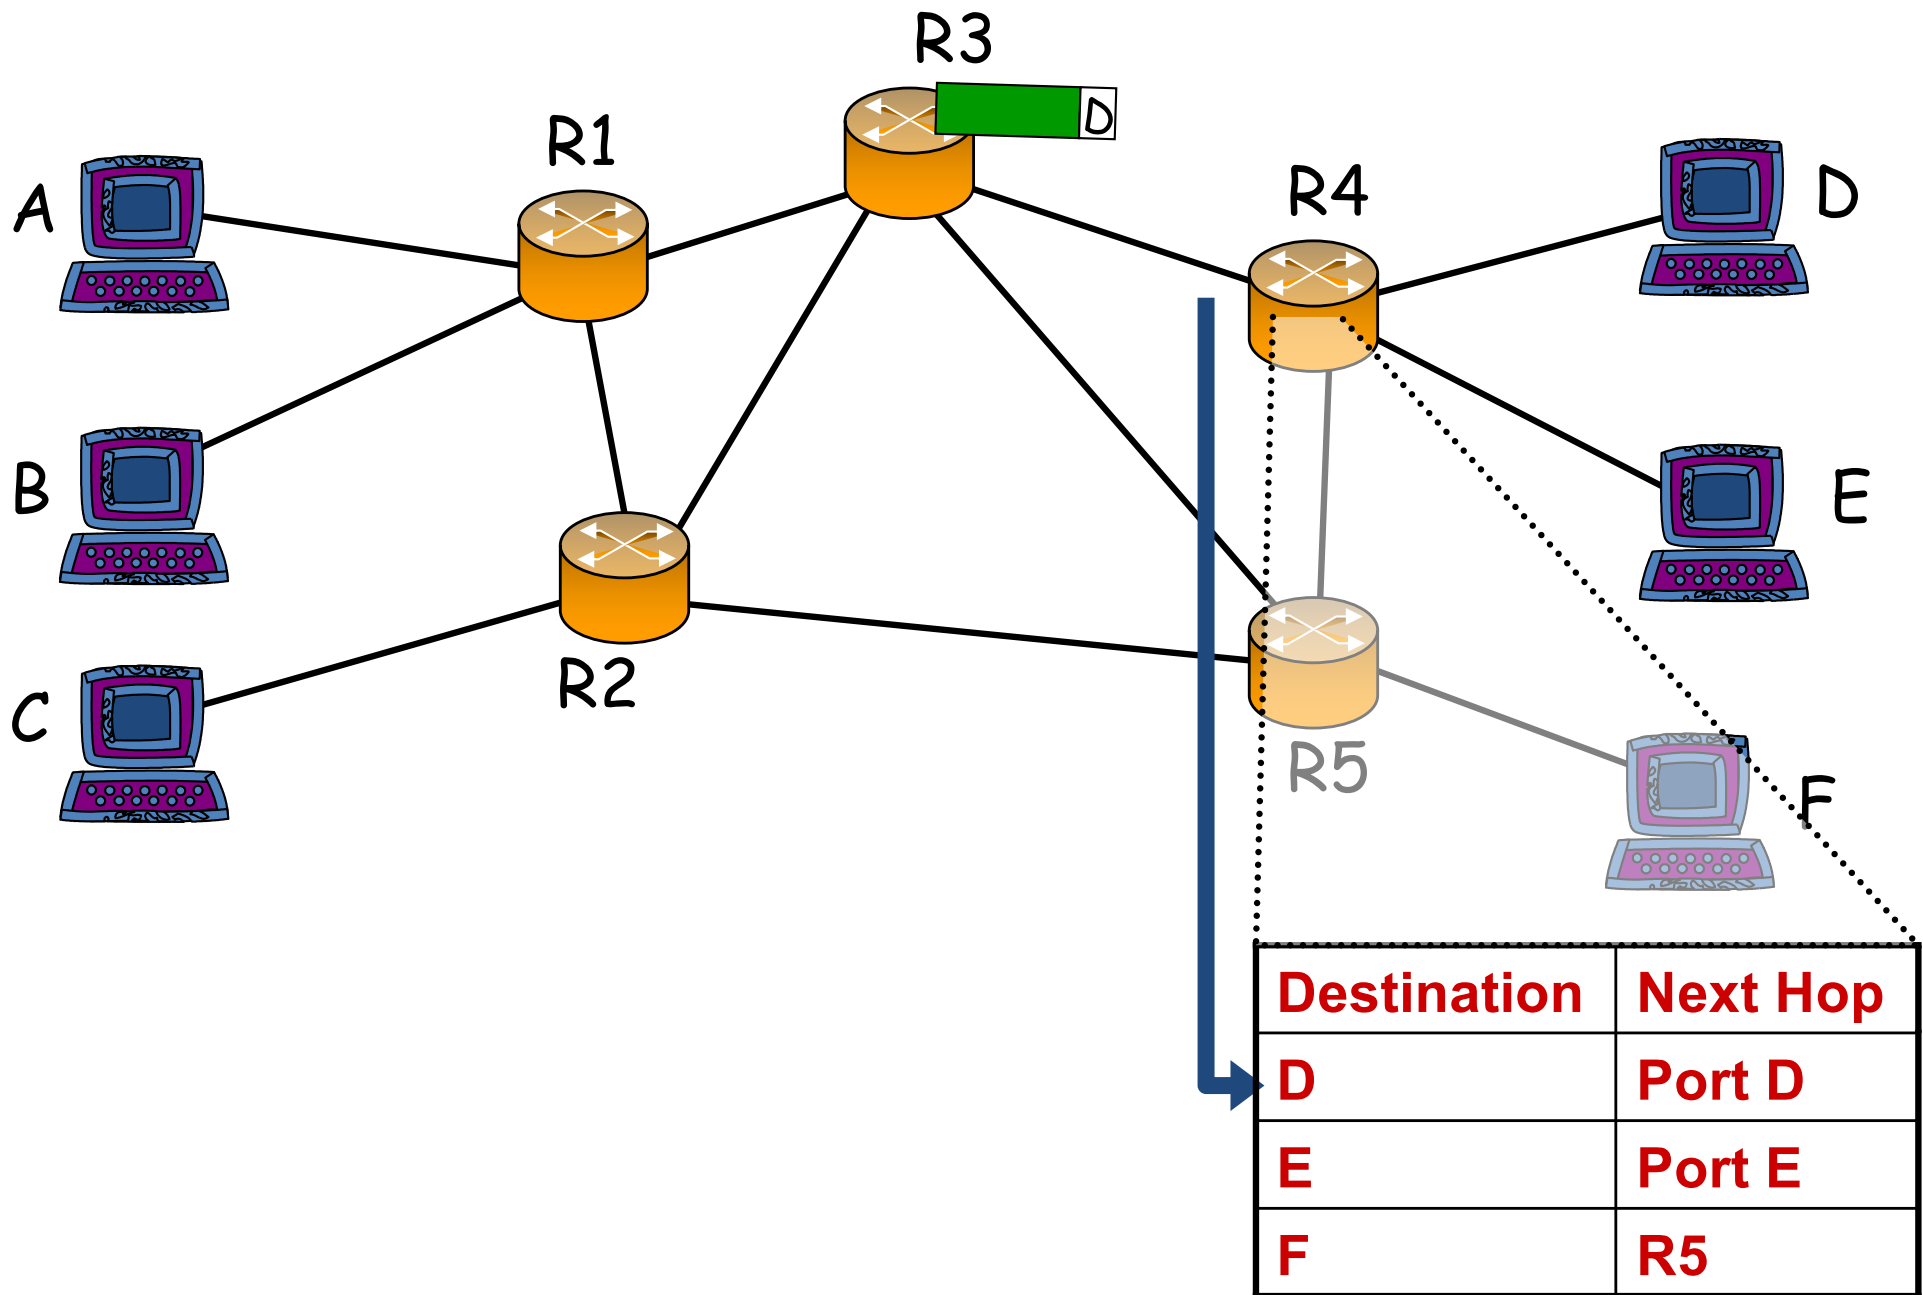 R3
D
R1
A
R4
D
B
E
R2
C
R5
F
Destination Next Hop
D Port D
E Port E
F R5